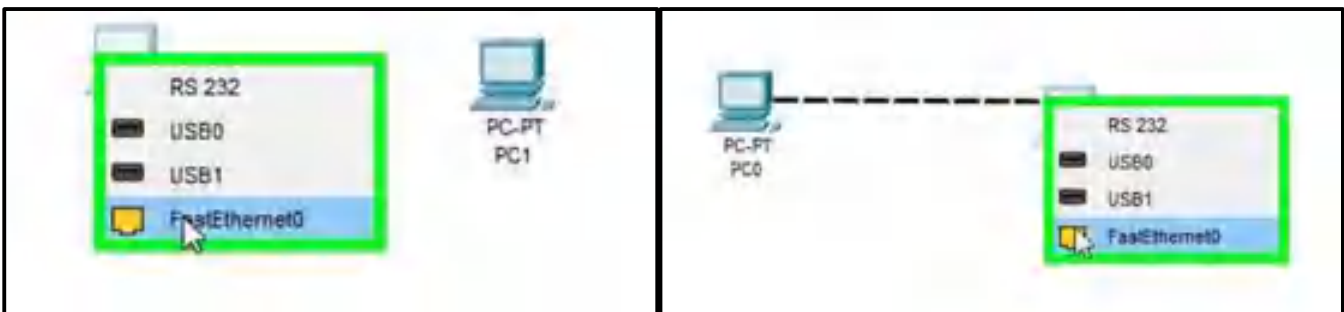 RS 232
USB0
USB1
FastEthernet0
PC-PT
PC1
PC-PT
PC0
RS 232
USB0
USB1
FastEthernet0